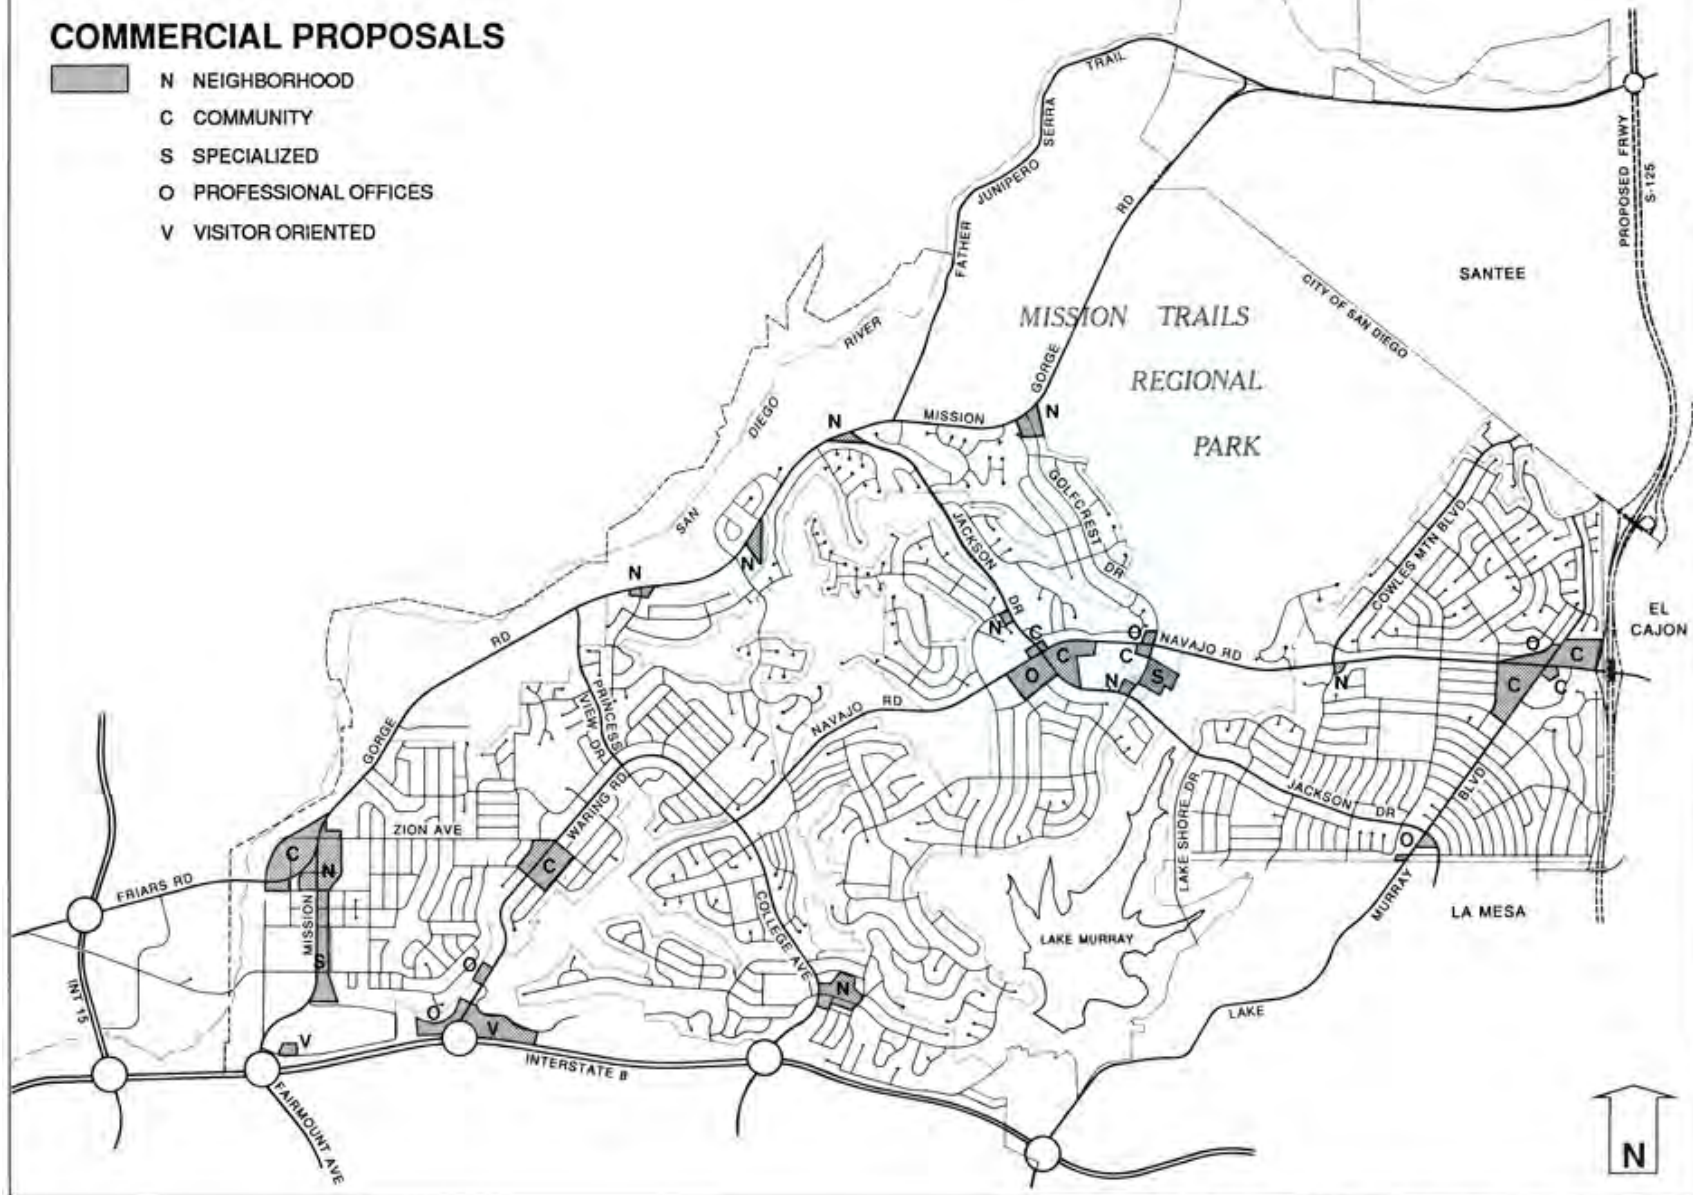 COMMERCIAL PROPOSALS
N NEIGHBORHOOD
C COMMUNITY
S SPECIALIZED
O PROFESSIONAL OFFICES
V VISITOR ORIENTED
TRAIL
SERRA
JUNIPERO
FATHER
RD
PROPOSED FRWY
S-125
SANTEE
CITY OF SAN DIEGO
MISSION TRAILS
REGIONAL
PARK
RIVER
DIEGO
SAN
GORGE
MISSION
N
N
GOLFCREST
DR
JACKSON
DR
COWLES MTN BLVD
N
N
EL
CAJON
RD
N
C
C
O
O
NAVAJO RD
C
N
S
N
O
C
C
C
PRINCESS
VIEW DR
NAVAJO RD
GORGE
WARING RD
ZION AVE
C
N
C
FRIARS RD
MISSION
S
COLLEGE AVE
LAKE SHORE DR
JACKSON DR
BLVD
O
MURRAY
LA MESA
LAKE MURRAY
LAKE
INT 15
O
O
V
V
N
INTERSTATE 8
FAIRMOUNT AVE
N